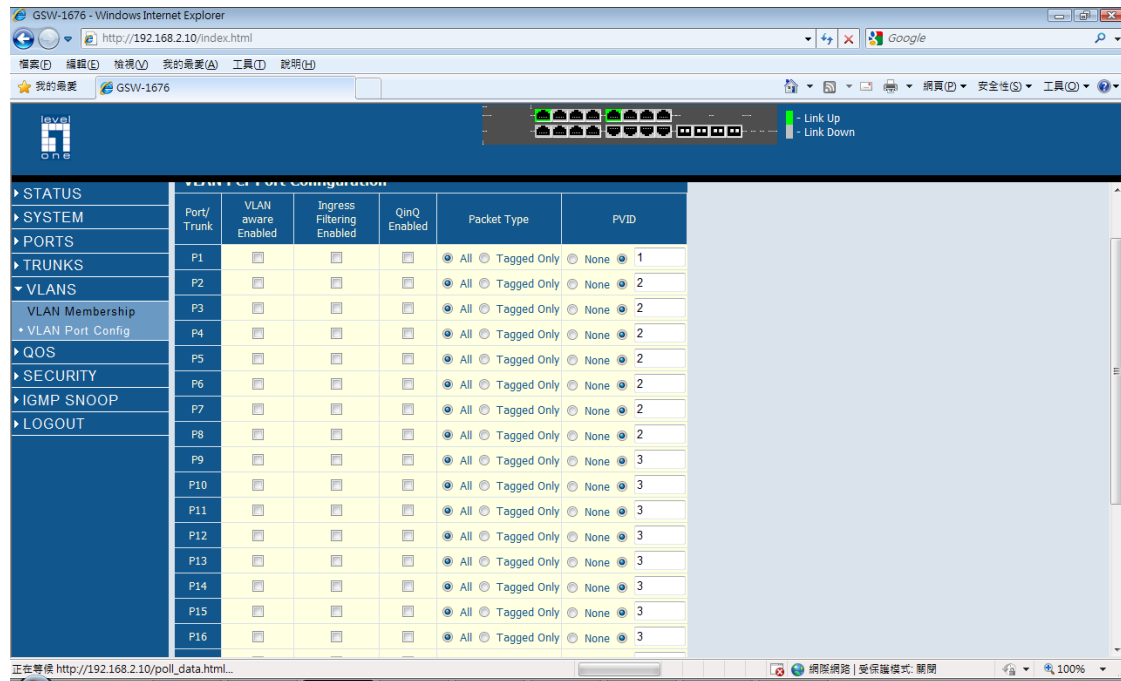 GSW-1676 - Windows Internet Explorer
http://192.168.2.10/index.html
Google
檔案(F) 編輯(E) 檢視(V) 我的最愛(A) 工具(T) 說明(H)
我的最愛 GSW-1676
網頁(P) 安全性(S) 工具(O)
level
one
- Link Up
- Link Down
STATUS
SYSTEM
PORTS
TRUNKS
VLANS
VLAN Membership
• VLAN Port Config
QOS
SECURITY
IGMP SNOOP
LOGOUT
VLAN Per Port Configuration
Port/Trunk VLAN aware Enabled Ingress Filtering Enabled QinQ Enabled Packet Type PVID
P1 All Tagged Only None 1
P2 All Tagged Only None 2
P3 All Tagged Only None 2
P4 All Tagged Only None 2
P5 All Tagged Only None 2
P6 All Tagged Only None 2
P7 All Tagged Only None 2
P8 All Tagged Only None 2
P9 All Tagged Only None 3
P10 All Tagged Only None 3
P11 All Tagged Only None 3
P12 All Tagged Only None 3
P13 All Tagged Only None 3
P14 All Tagged Only None 3
P15 All Tagged Only None 3
P16 All Tagged Only None 3
正在等候 http://192.168.2.10/poll_data.html...
網際網路 | 受保護模式: 關閉
100%